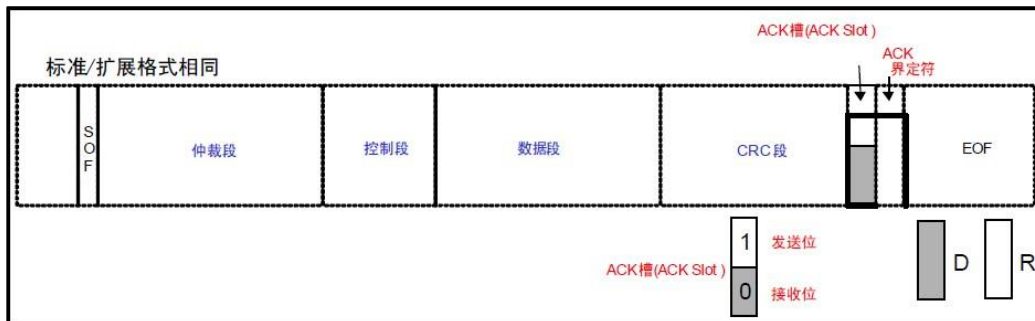 ACK槽(ACK Slot)
ACK
界定符
标准/扩展格式相同
SOF
仲裁段
控制段
数据段
CRC段
EOF
ACK槽(ACK Slot)
1
发送位
0
接收位
D
R